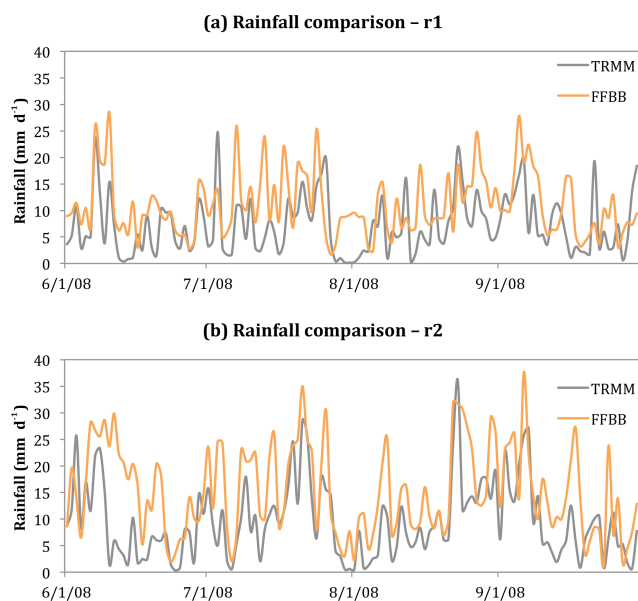 (a) Rainfall comparison – r1
40
35
30
25
20
15
10
5
0
Rainfall (mm d⁻¹)
TRMM
FFBB
6/1/08 7/1/08 8/1/08 9/1/08
(b) Rainfall comparison – r2
40
35
30
25
20
15
10
5
0
Rainfall (mm d⁻¹)
TRMM
FFBB
6/1/08 7/1/08 8/1/08 9/1/08